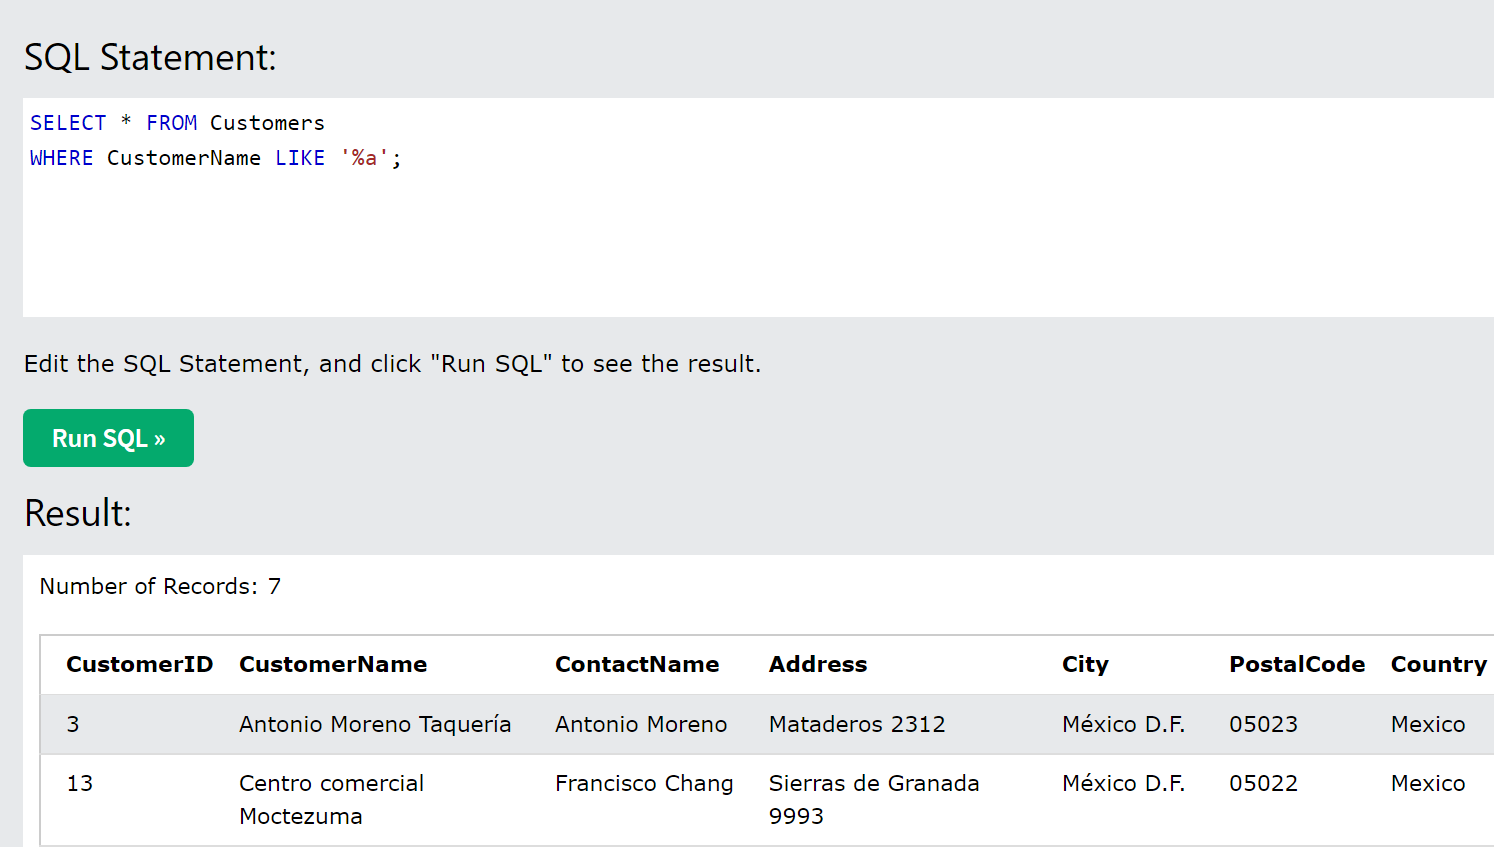 SQL Statement:
SELECT * FROM Customers
WHERE CustomerName LIKE '%a';
Edit the SQL Statement, and click "Run SQL" to see the result.
Run SQL »
Result:
Number of Records: 7
CustomerID CustomerName ContactName Address City PostalCode Country
3 Antonio Moreno Taquería Antonio Moreno Mataderos 2312 México D.F. 05023 Mexico
13 Centro comercial Francisco Chang Sierras de Granada México D.F. 05022 Mexico
Moctezuma 9993